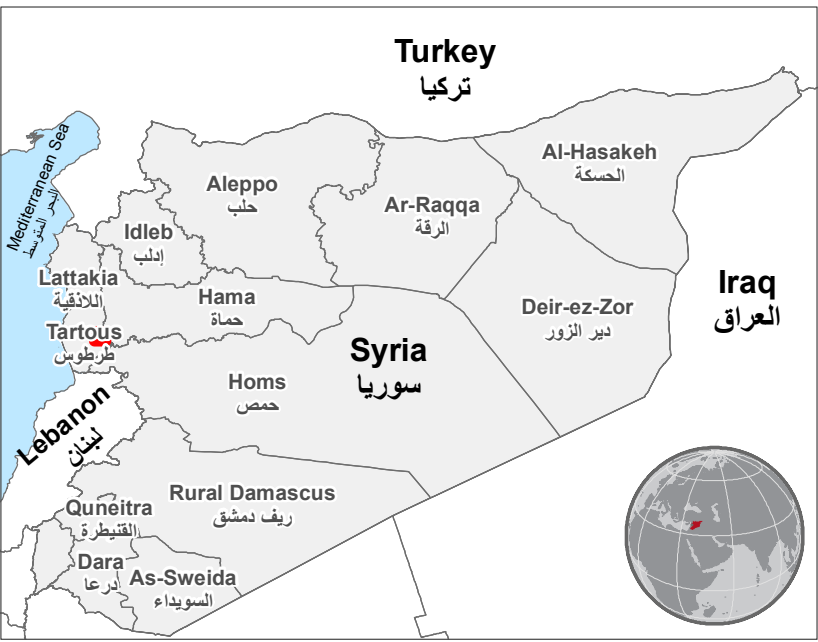 Turkey
تركيا
Mediterranean Sea
البحر المتوسط
Al-Hasakeh
الحسكة
Aleppo
حلب
Ar-Raqqa
الرقة
Idleb
إدلب
Lattakia
اللاذقية
Hama
حماة
Deir-ez-Zor
دير الزور
Iraq
العراق
Tartous
طرطوس
Syria
سوريا
Homs
حمص
Lebanon
لبنان
Rural Damascus
ريف دمشق
Quneitra
القنيطرة
Dara
درعا
As-Sweida
السويداء